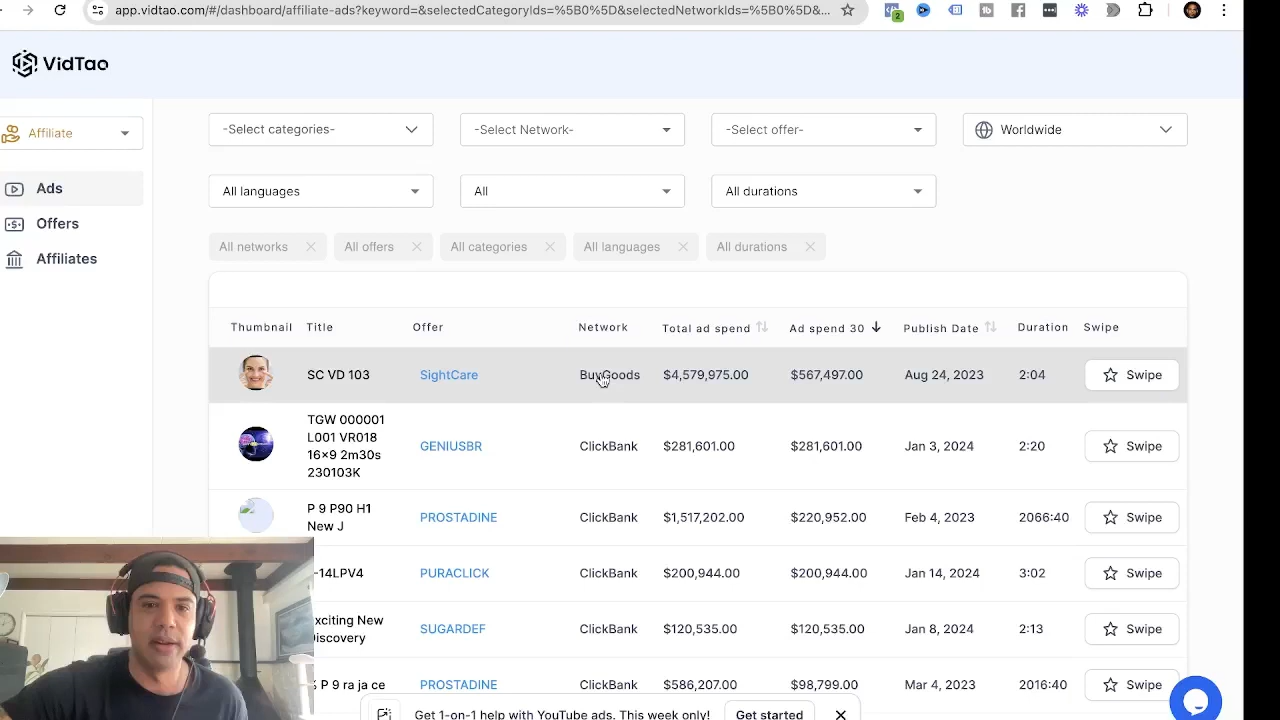 app.vidtao.com/#/dashboard/affiliate-ads?keyword=&selectedCategoryIds=%5B0%5D&selectedNetworkIds=%5B0%5D&...
2
VidTao
Affiliate
Ads
Offers
Affiliates
-Select categories-
-Select Network-
-Select offer-
Worldwide
All languages
All
All durations
All networks
All offers
All categories
All languages
All durations
Thumbnail Title Offer Network Total ad spend Ad spend 30 Publish Date Duration Swipe
SC VD 103 SightCare BuyGoods $4,579,975.00 $567,497.00 Aug 24, 2023 2:04 Swipe
TGW 000001
L001 VR018
16x9 2m30s
230103K
GENIUSBR ClickBank $281,601.00 $281,601.00 Jan 3, 2024 2:20 Swipe
P 9 P90 H1
New J
PROSTADINE ClickBank $1,517,202.00 $220,952.00 Feb 4, 2023 2066:40 Swipe
-14LPV4 PURACLICK ClickBank $200,944.00 $200,944.00 Jan 14, 2024 3:02 Swipe
xciting New
iscovery
SUGARDEF ClickBank $120,535.00 $120,535.00 Jan 8, 2024 2:13 Swipe
P 9 ra ja ce PROSTADINE ClickBank $586,207.00 $98,799.00 Mar 4, 2023 2016:40 Swipe
Get 1-on-1 help with YouTube ads. This week only! Get started